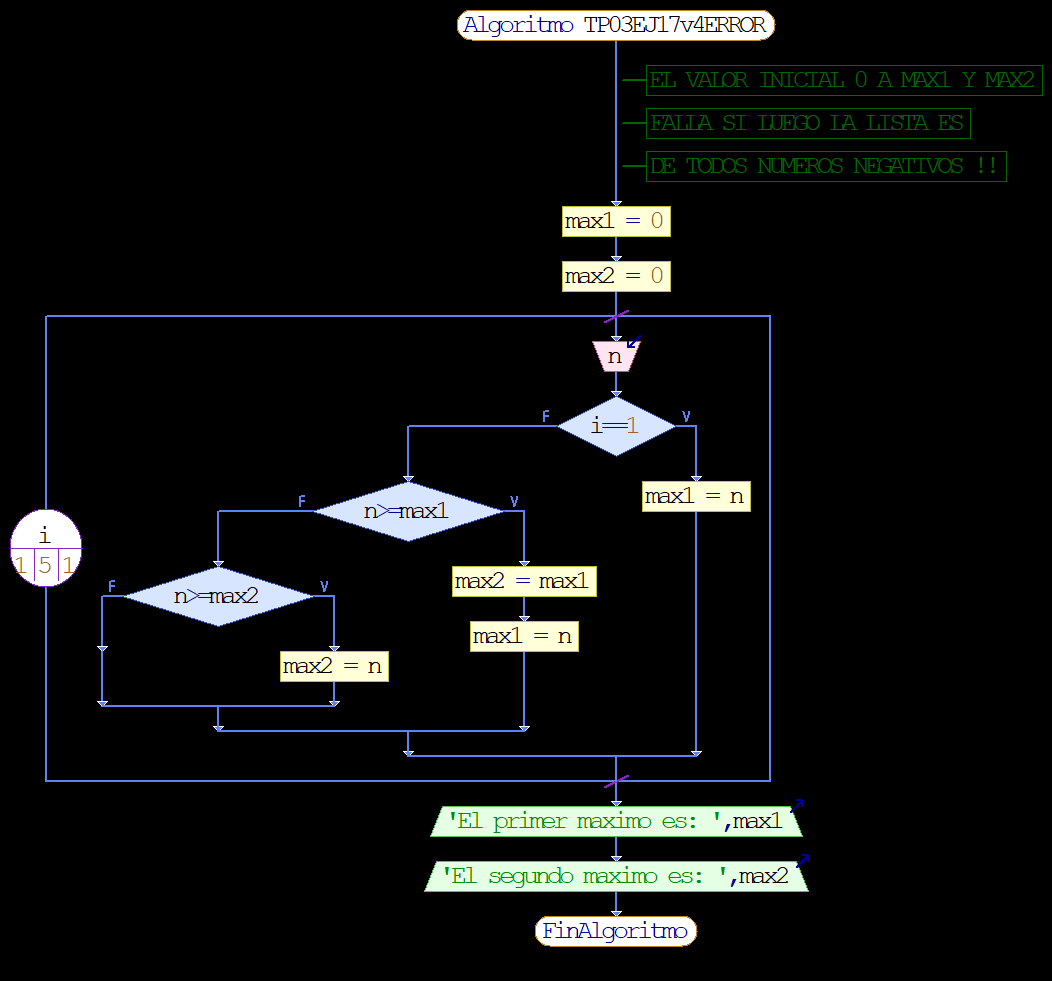 Algoritmo TP03EJ17v4ERROR
EL VALOR INICIAL 0 A MAX1 Y MAX2
FALLA SI LUEGO LA LISTA ES
DE TODOS NUMEROS NEGATIVOS !!
max1 = 0
max2 = 0
n
F i==1 V
max1 = n
F n>=max1 V
i
1 5 1
max2 = max1
F n>=max2 V
max1 = n
max2 = n
'El primer maximo es: ',max1
'El segundo maximo es: ',max2
FinAlgoritmo